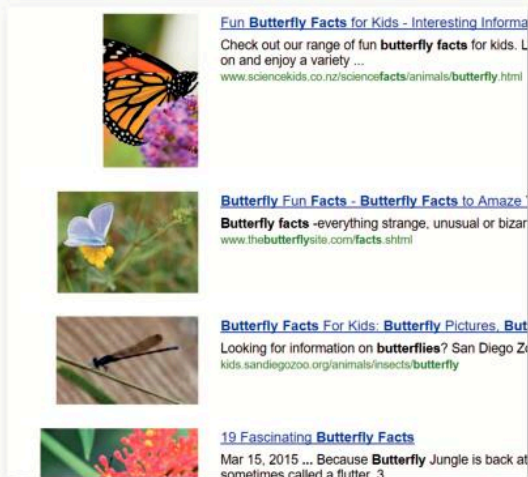 Fun Butterfly Facts for Kids - Interesting Informa
Check out our range of fun butterfly facts for kids. L
on and enjoy a variety ...
www.sciencekids.co.nz/sciencefacts/animals/butterfly.html
Butterfly Fun Facts - Butterfly Facts to Amaze
Butterfly facts -everything strange, unusual or bizar
www.thebutterflysite.com/facts.shtml
Butterfly Facts For Kids: Butterfly Pictures, But
Looking for information on butterflies? San Diego Zo
kids.sandiegozoo.org/animals/insects/butterfly
19 Fascinating Butterfly Facts
Mar 15, 2015 ... Because Butterfly Jungle is back at
sometimes called a flutter. 3